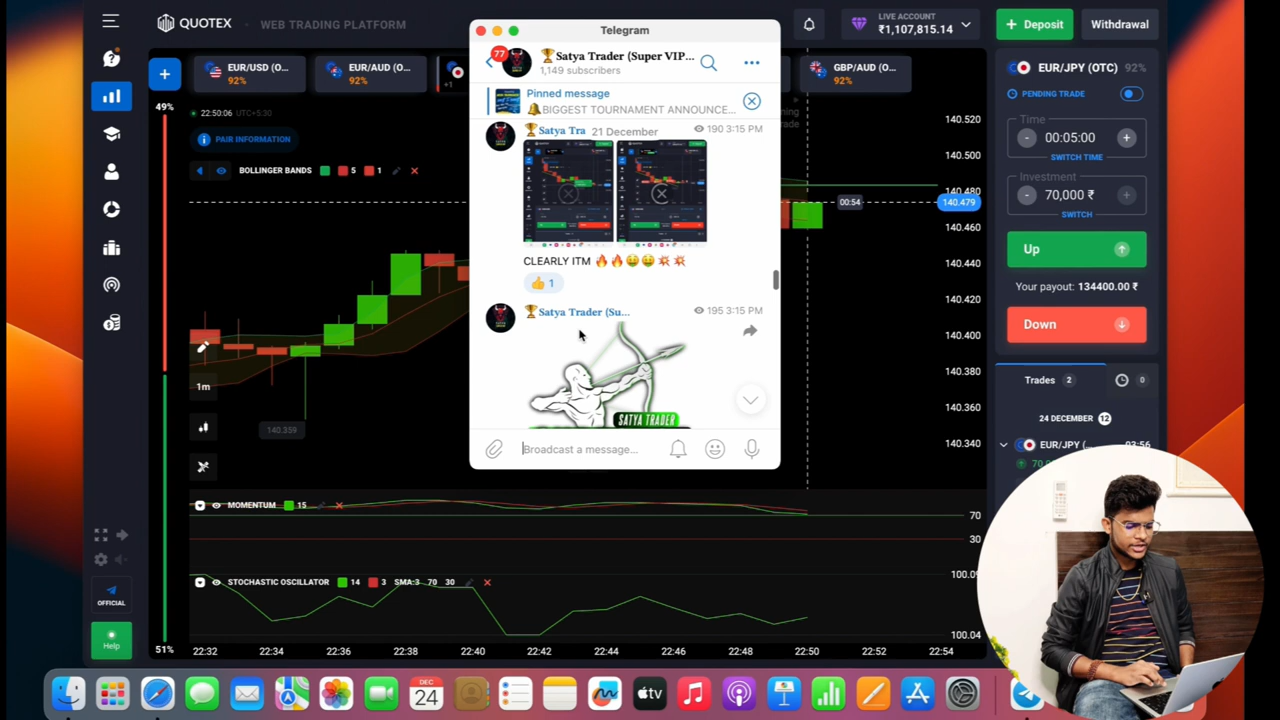 QUOTEX
WEB TRADING PLATFORM
LIVE ACCOUNT
₹1,107,815.14
+ Deposit
Withdrawal
Telegram
77
🏆Satya Trader (Super VIP...
1,149 subscribers
Pinned message
🔔BIGGEST TOURNAMENT ANNOUNCE...
EUR/USD (O...
92%
EUR/AUD (O...
92%
+1
GBP/AUD (O...
92%
49%
22:50:06 UTC+5:30
PAIR INFORMATION
BOLLINGER BANDS 5 1
🏆Satya Tra
21 December
190 3:15 PM
CLEARLY ITM 🔥🔥🤑🤑💥💥
👍 1
🏆Satya Trader (Su...
195 3:15 PM
SATYA TRADER
Broadcast a message...
1m
140.359
00:54
140.520
140.500
140.480
140.479
140.460
140.440
140.420
140.400
140.380
140.360
140.340
EUR/JPY (OTC) 92%
PENDING TRADE
Time
- 00:05:00 +
SWITCH TIME
Investment
- 70,000 ₹ +
SWITCH
Up
Your payout: 134400.00 ₹
Down
Trades 2
0
24 DECEMBER 12
03:56
MOMENTUM 15
70
30
STOCHASTIC OSCILLATOR 14 3 SMA:3 70 30
100.04
OFFICIAL
Help
51%
22:32 22:34 22:36 22:38 22:40 22:42 22:44 22:46 22:48 22:50 22:52 22:54
DEC
24
tv